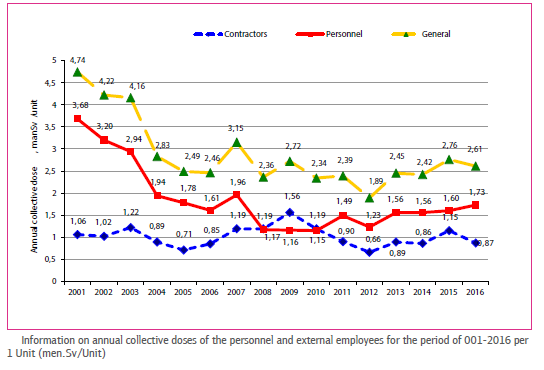 Contractors Personnel General
Annual collective dose , man.Sv /unit
5
4,5
4
3,5
3
2,5
2
1,5
1
0,5
0
4,74 4,22 4,16 2,83 2,49 2,46 3,15 2,36 2,72 2,34 2,39 1,89 2,45 2,42 2,76 2,61
3,68 3,20 2,94 1,94 1,78 1,61 1,96 1,17 1,16 1,15 1,49 1,23 1,56 1,56 1,60 1,73
1,06 1,02 1,22 0,89 0,71 0,85 1,19 1,19 1,56 1,19 0,90 0,66 0,89 0,86 1,15 0,87
2001 2002 2003 2004 2005 2006 2007 2008 2009 2010 2011 2012 2013 2014 2015 2016
Information on annual collective doses of the personnel and external employees for the period of 001-2016 per
1 Unit (men.Sv/Unit)